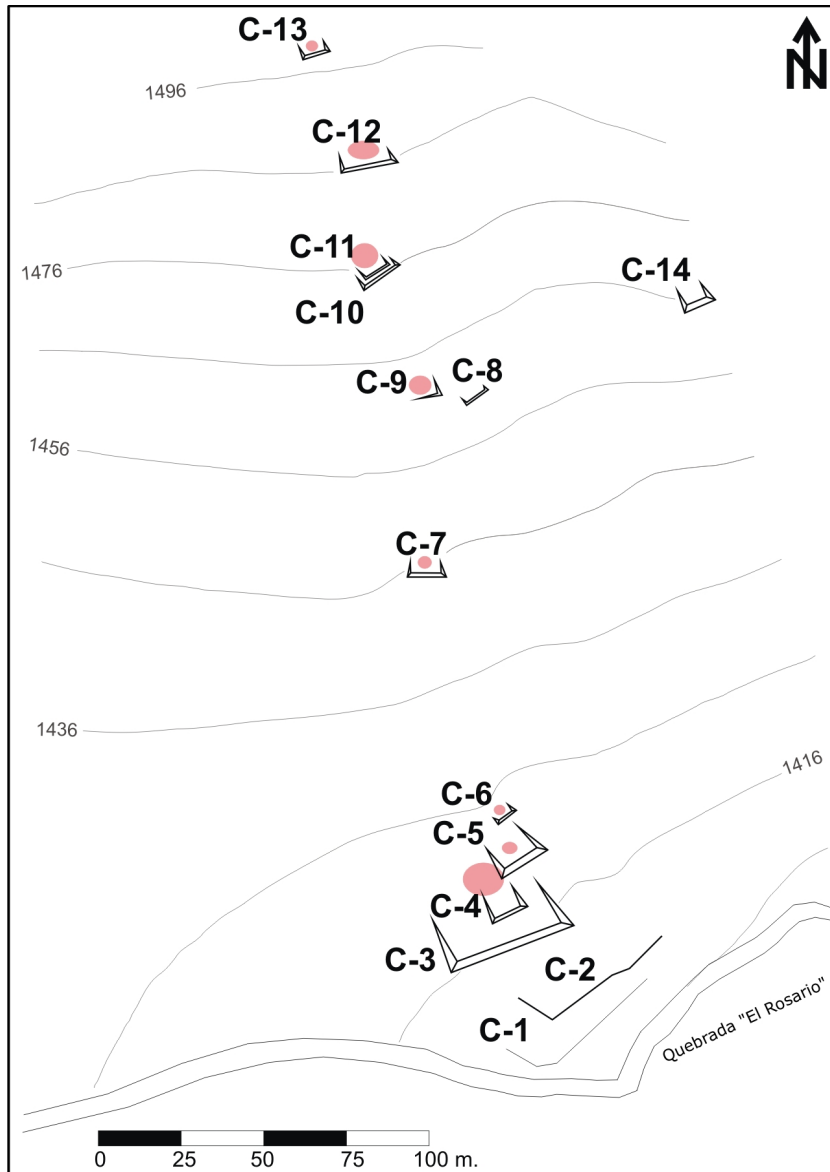 C-13
N
1496
C-12
C-11
1476
C-14
C-10
C-9
C-8
1456
C-7
1436
1416
C-6
C-5
C-4
C-3
C-2
C-1
Quebrada "El Rosario"
0 25 50 75 100 m.